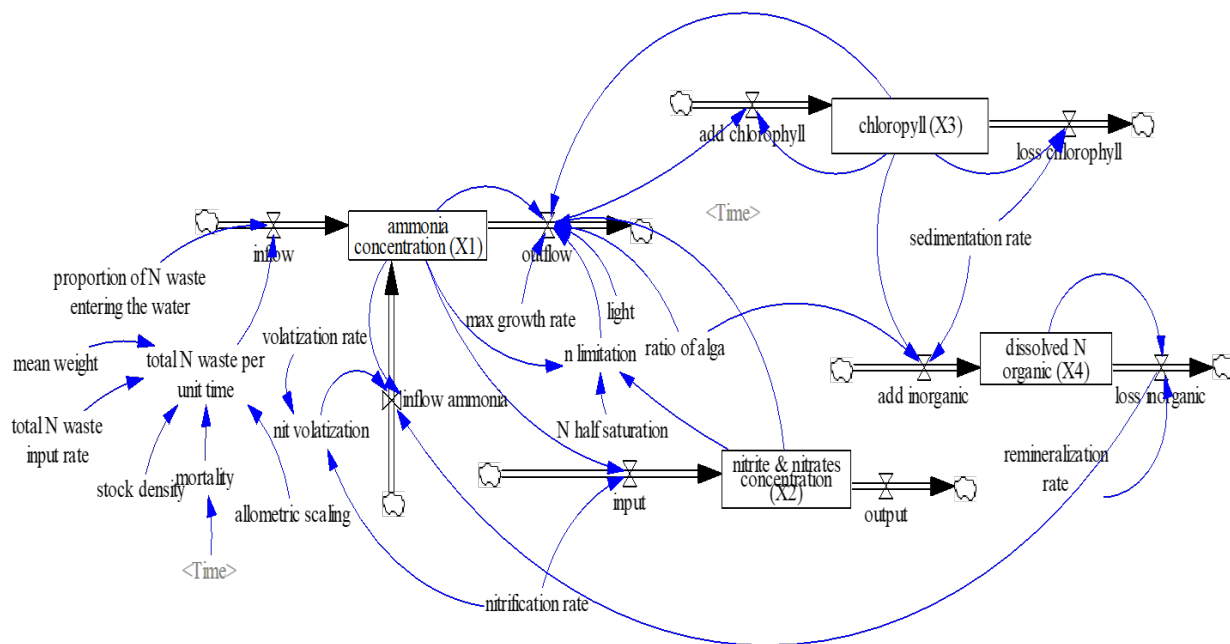 add chlorophyll
chloropyll (X3)
loss chlorophyll
<Time>
ammonia
concentration (X1)
inflow
outflow
sedimentation rate
proportion of N waste
entering the water
max growth rate
light
volatization rate
n limitation
ratio of alga
mean weight
total N waste per
unit time
dissolved N
organic (X4)
add inorganic
loss inorganic
inflow ammonia
total N waste
input rate
nit volatization
N half saturation
stock density
mortality
allometric scaling
input
nitrite & nitrates
concentration
(X2)
output
remineralization
rate
<Time>
nitrification rate